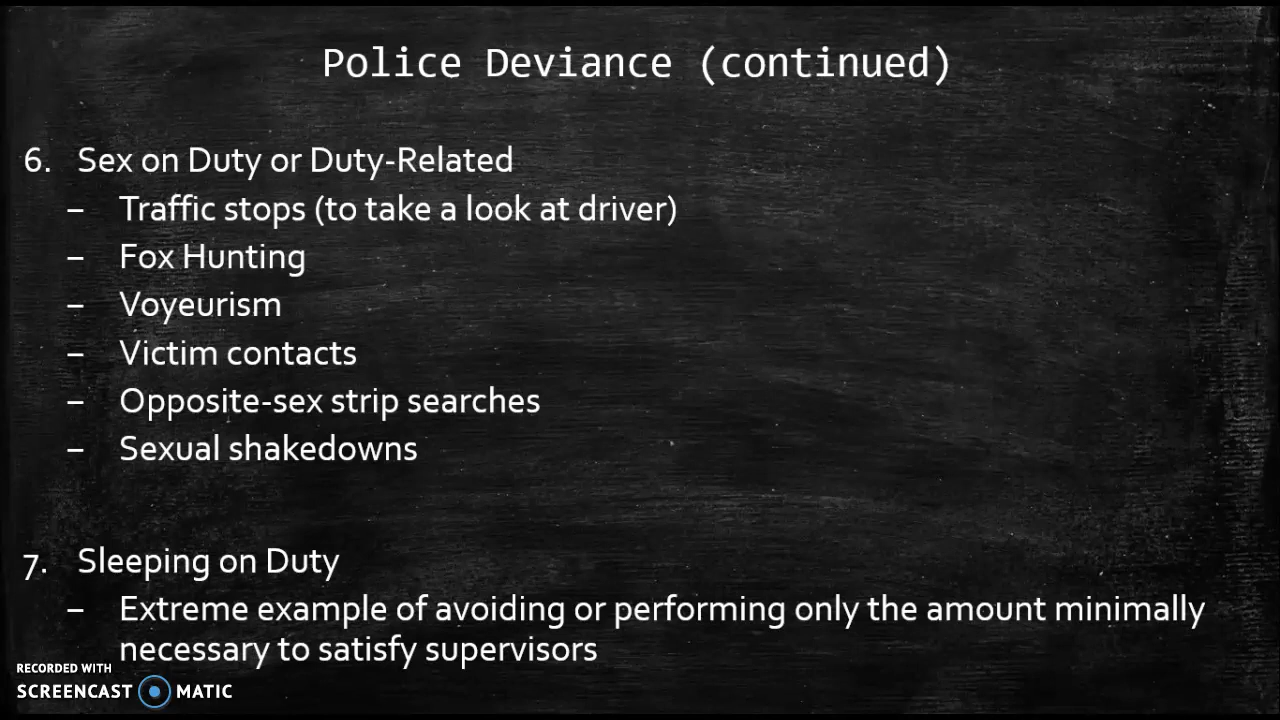 Police Deviance (continued)
6. Sex on Duty or Duty-Related
– Traffic stops (to take a look at driver)
– Fox Hunting
– Voyeurism
– Victim contacts
– Opposite-sex strip searches
– Sexual shakedowns
7. Sleeping on Duty
– Extreme example of avoiding or performing only the amount minimally
necessary to satisfy supervisors
RECORDED WITH
SCREENCAST MATIC